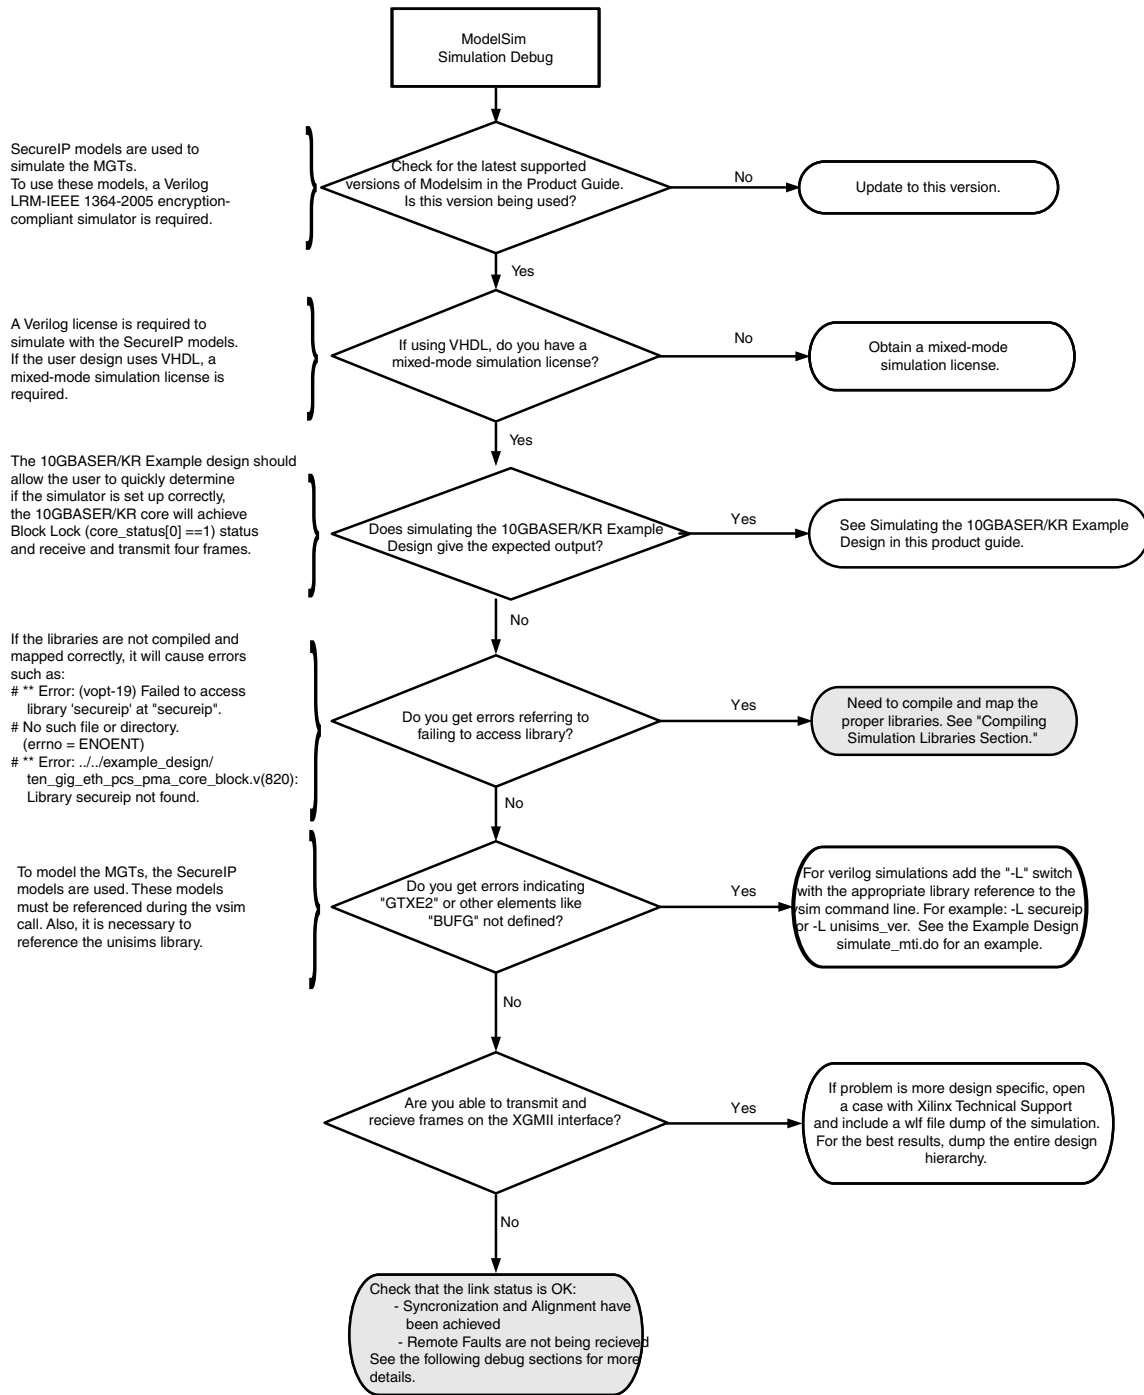 ModelSim
Simulation Debug
SecureIP models are used to
simulate the MGTs.
To use these models, a Verilog
LRM-IEEE 1364-2005 encryption-
compliant simulator is required.
Check for the latest supported
versions of Modelsim in the Product Guide.
Is this version being used?
No
Update to this version.
Yes
A Verilog license is required to
simulate with the SecureIP models.
If the user design uses VHDL, a
mixed-mode simulation license is
required.
If using VHDL, do you have a
mixed-mode simulation license?
No
Obtain a mixed-mode
simulation license.
Yes
The 10GBASER/KR Example design should
allow the user to quickly determine
if the simulator is set up correctly,
the 10GBASER/KR core will achieve
Block Lock (core_status[0] ==1) status
and receive and transmit four frames.
Does simulating the 10GBASER/KR Example
Design give the expected output?
Yes
See Simulating the 10GBASER/KR Example
Design in this product guide.
No
If the libraries are not compiled and
mapped correctly, it will cause errors
such as:
# ** Error: (vopt-19) Failed to access
library 'secureip' at "secureip".
# No such file or directory.
(errno = ENOENT)
# ** Error: ../../example_design/
ten_gig_eth_pcs_pma_core_block.v(820):
Library secureip not found.
Do you get errors referring to
failing to access library?
Yes
Need to compile and map the
proper libraries. See "Compiling
Simulation Libraries Section."
No
To model the MGTs, the SecureIP
models are used. These models
must be referenced during the vsim
call. Also, it is necessary to
reference the unisims library.
Do you get errors indicating
"GTXE2" or other elements like
"BUFG" not defined?
Yes
For verilog simulations add the "-L" switch
with the appropriate library reference to the
vsim command line. For example: -L secureip
or -L unisims_ver. See the Example Design
simulate_mti.do for an example.
No
Are you able to transmit and
recieve frames on the XGMII interface?
Yes
If problem is more design specific, open
a case with Xilinx Technical Support
and include a wlf file dump of the simulation.
For the best results, dump the entire design
hierarchy.
No
Check that the link status is OK:
- Syncronization and Alignment have
been achieved
- Remote Faults are not being recieved
See the following debug sections for more
details.